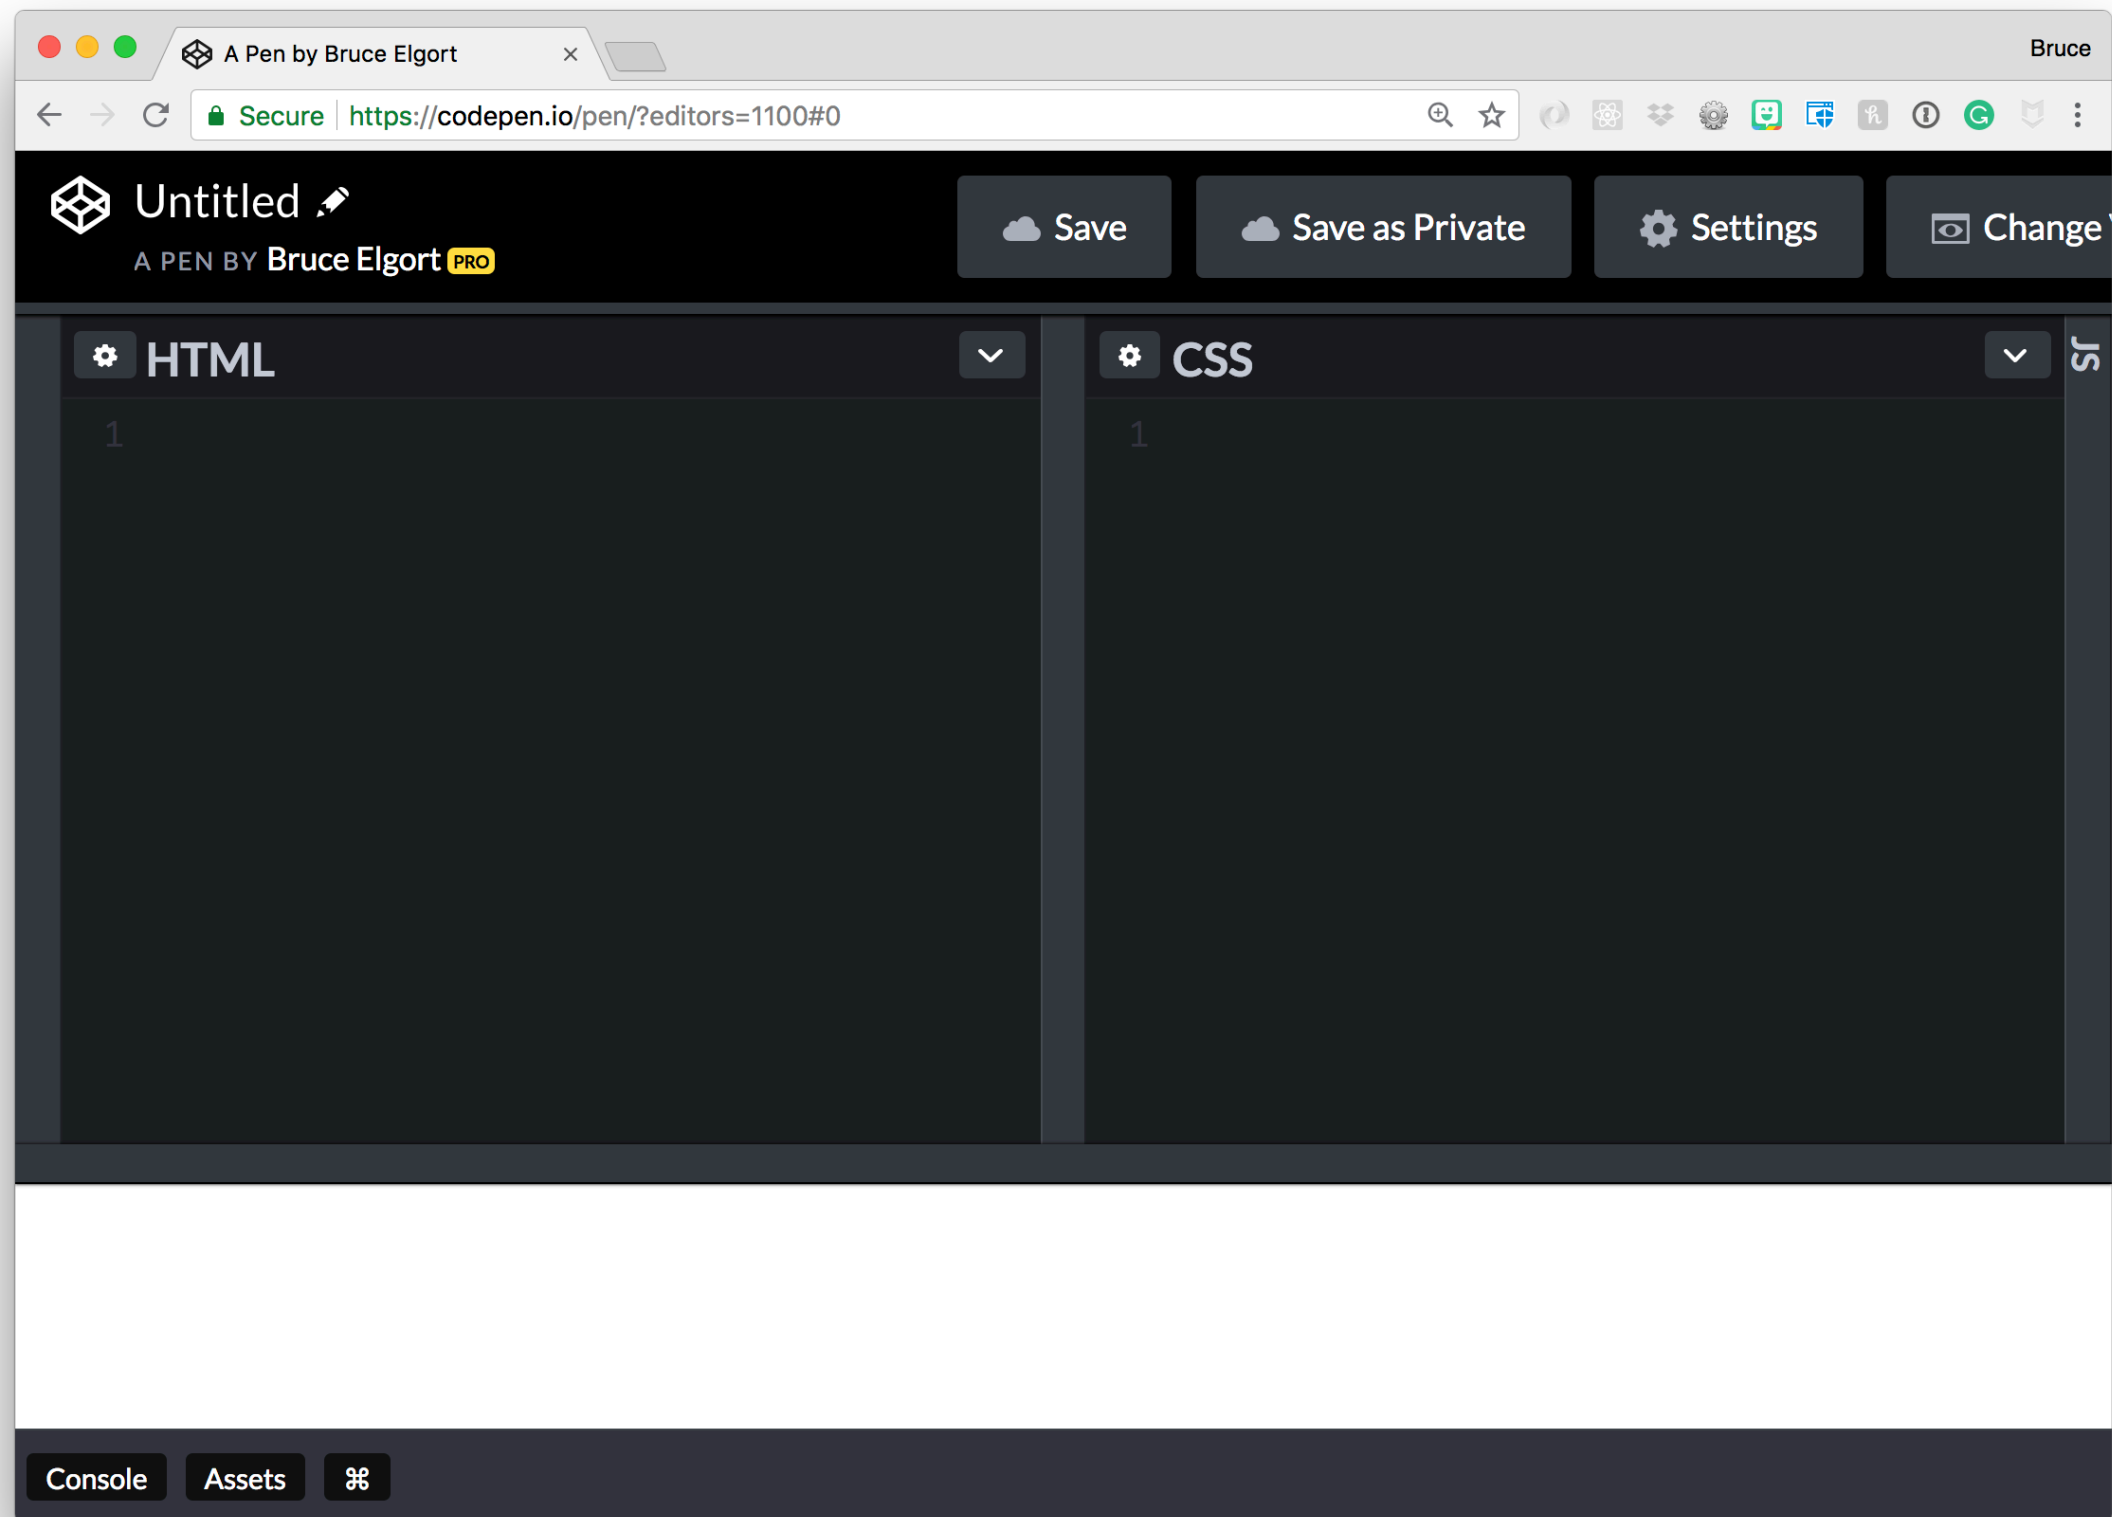 A Pen by Bruce Elgort
Bruce
Secure https://codepen.io/pen/?editors=1100#0
Untitled
A PEN BY Bruce Elgort PRO
Save
Save as Private
Settings
Change
HTML
CSS
JS
1
1
Console Assets ⌘